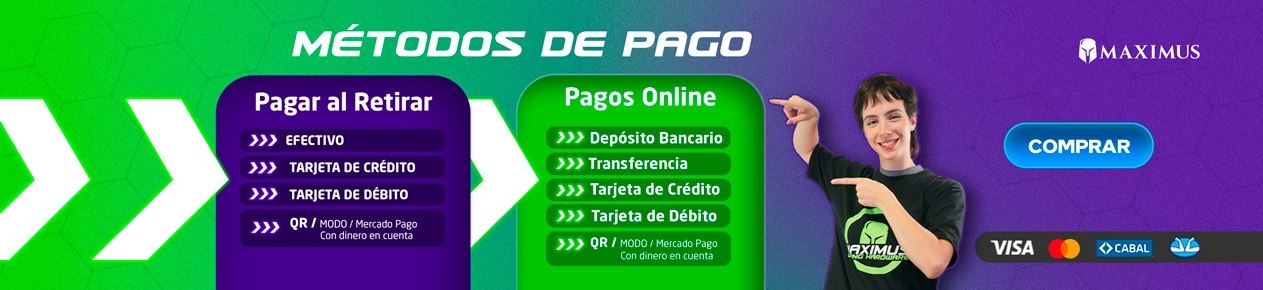 MÉTODOS DE PAGO
MAXIMUS
Pagar al Retirar
EFECTIVO
TARJETA DE CRÉDITO
TARJETA DE DÉBITO
QR / MODO / Mercado Pago
Con dinero en cuenta
Pagos Online
Depósito Bancario
Transferencia
Tarjeta de Crédito
Tarjeta de Débito
QR / MODO / Mercado Pago
Con dinero en cuenta
MAXIMUS
COMPRAR
VISA
CABAL